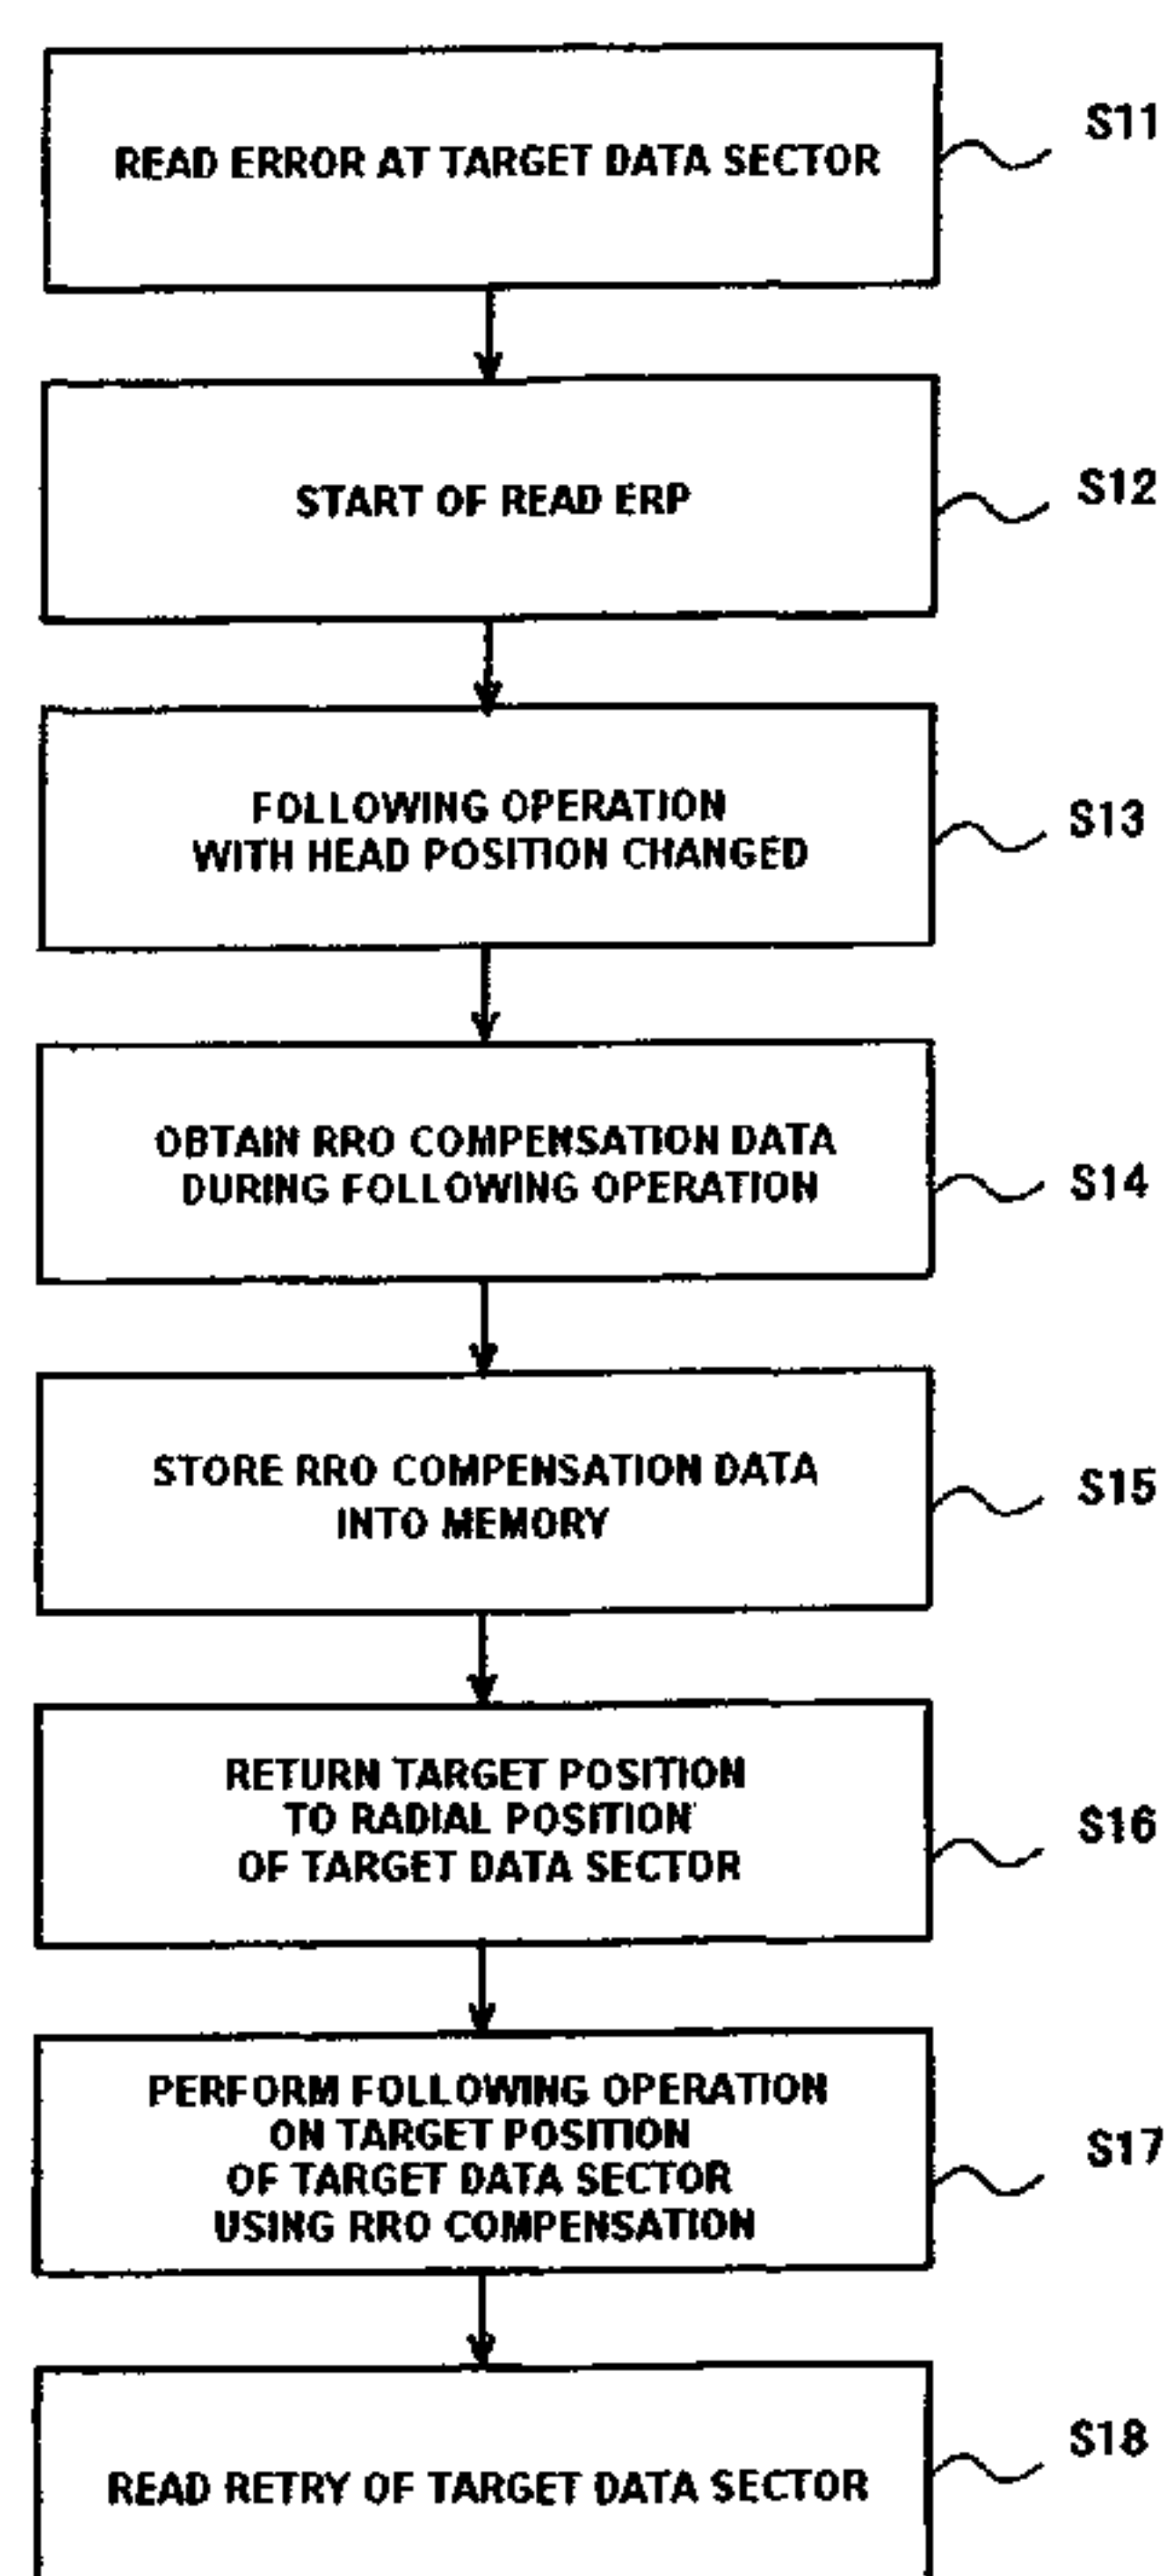 READ ERROR AT TARGET DATA SECTOR
S11
START OF READ ERP
S12
FOLLOWING OPERATION
WITH HEAD POSITION CHANGED
S13
OBTAIN RRO COMPENSATION DATA
DURING FOLLOWING OPERATION
S14
STORE RRO COMPENSATION DATA
INTO MEMORY
S15
RETURN TARGET POSITION
TO RADIAL POSITION
OF TARGET DATA SECTOR
S16
PERFORM FOLLOWING OPERATION
ON TARGET POSITION
OF TARGET DATA SECTOR
USING RRO COMPENSATION
S17
READ RETRY OF TARGET DATA SECTOR
S18